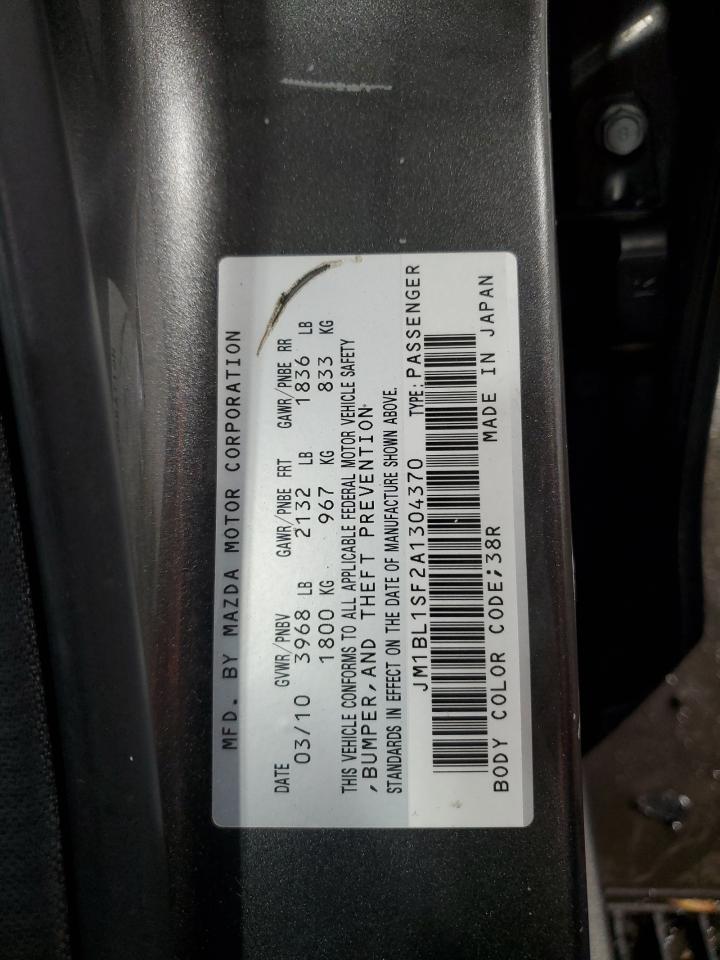 MFD. BY MAZDA MOTOR CORPORATION
DATE GVWR/PNBV GAWR/PNBE FRT GAWR/PNBE RR
03/10 3968 LB 2132 LB 1836 LB
1800 KG 967 KG 833 KG
THIS VEHICLE CONFORMS TO ALL APPLICABLE FEDERAL MOTOR VEHICLE SAFETY
,BUMPER,AND THEFT PREVENTION
STANDARDS IN EFFECT ON THE DATE OF MANUFACTURE SHOWN ABOVE.
JM1BL1SF2A1304370 TYPE:PASSENGER
BODY COLOR CODE;38R MADE IN JAPAN